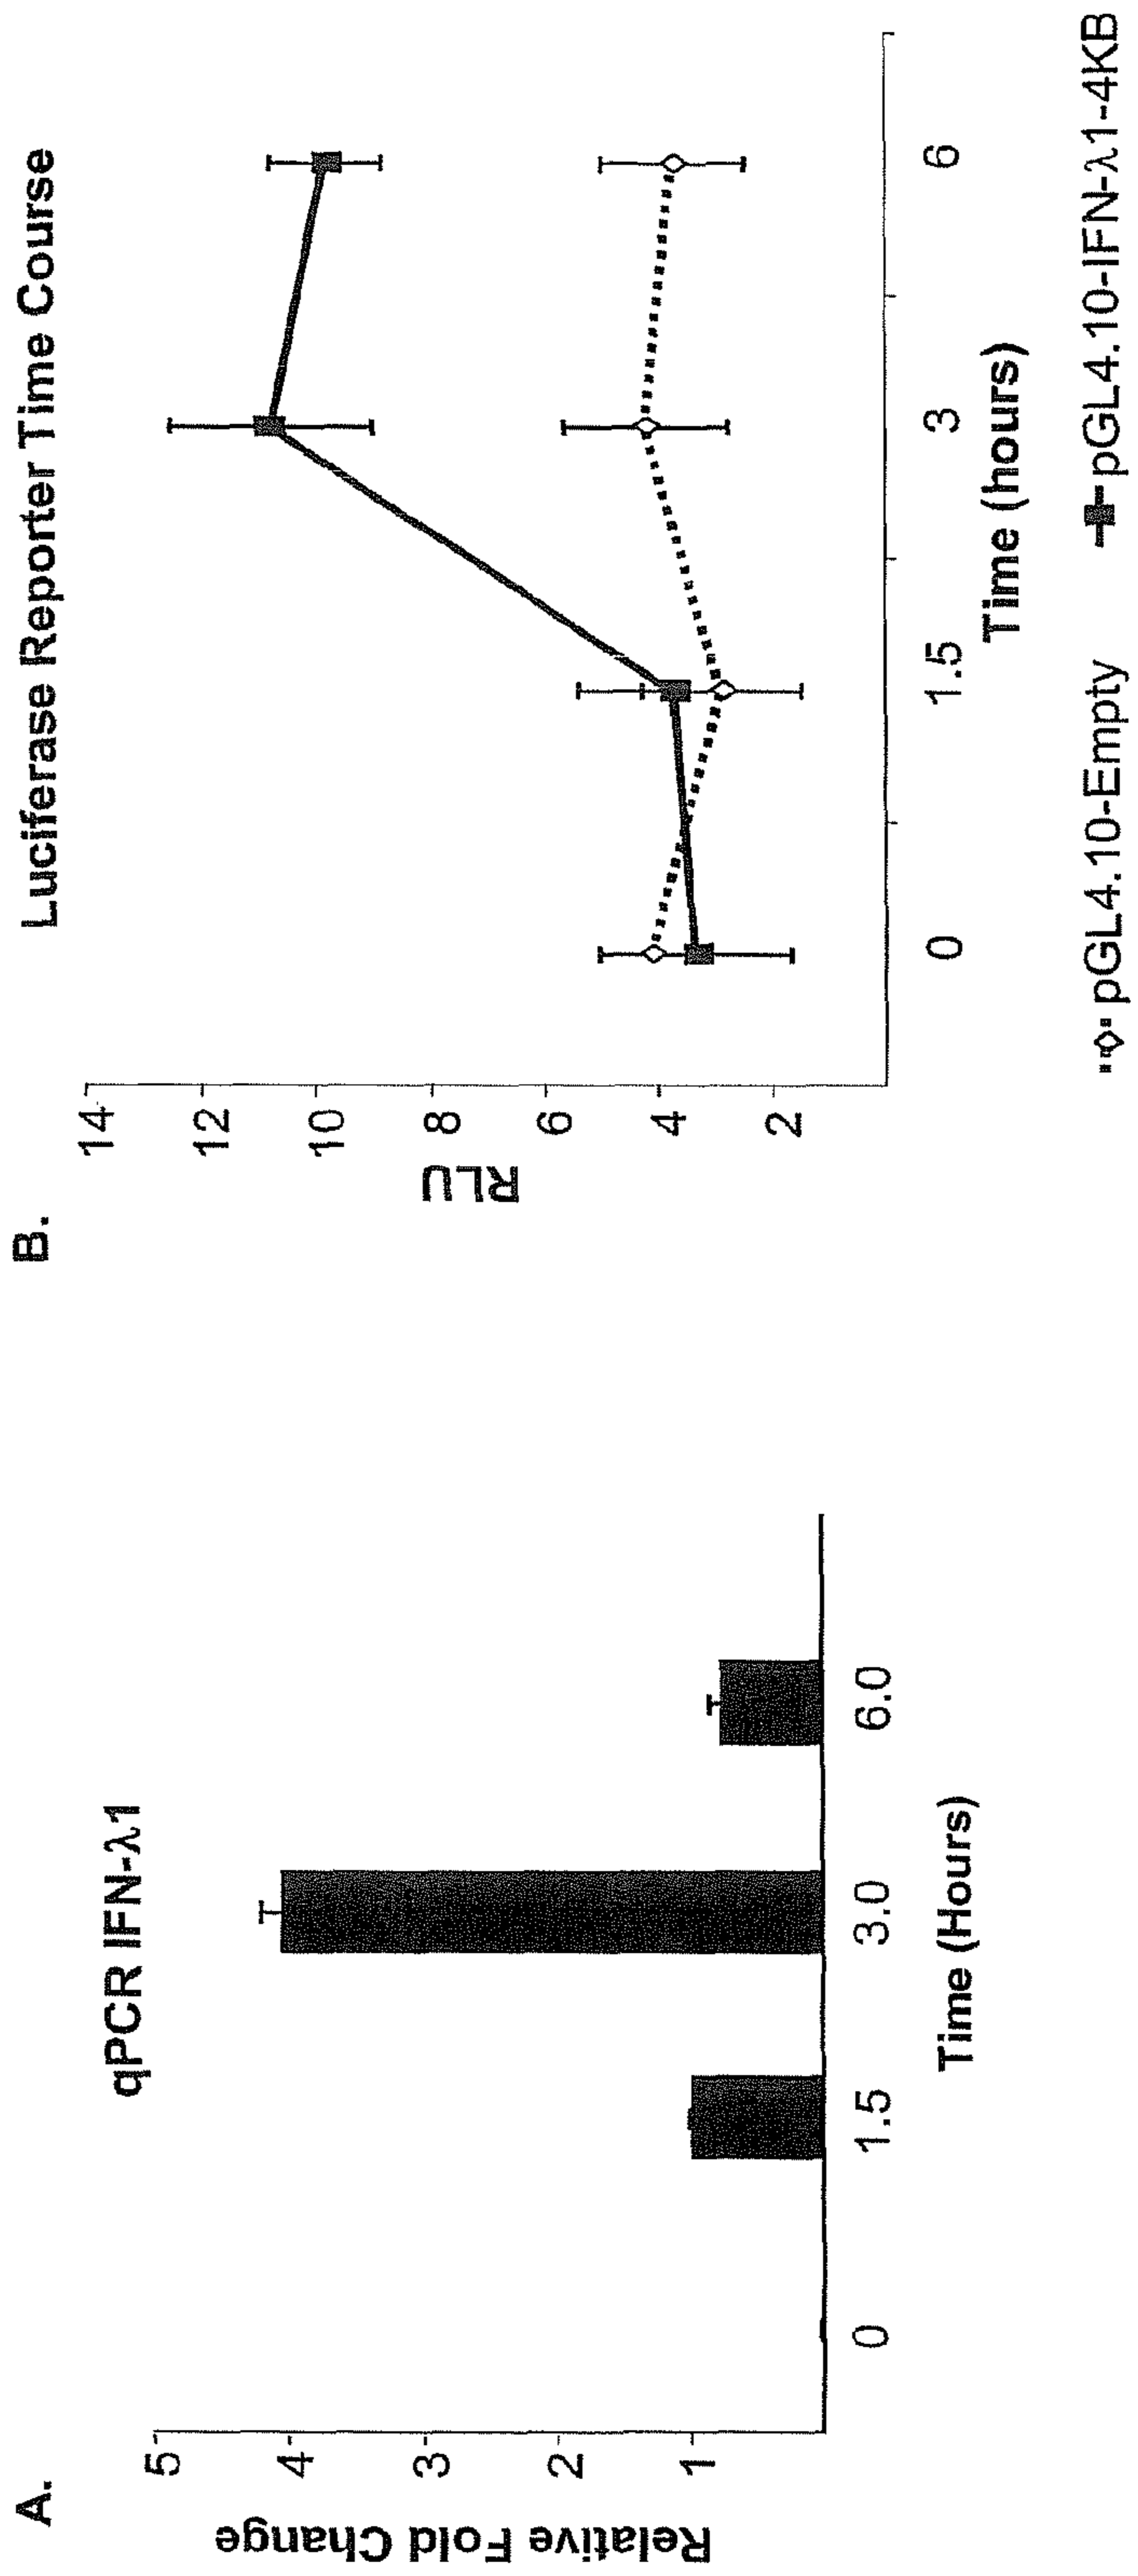 A.
qPCR IFN-λ1
Relative Fold Change
5
4
3
2
1
0
1.5
3.0
6.0
Time (Hours)
B.
Luciferase Reporter Time Course
RLU
14
12
10
8
6
4
2
0
1.5
3
6
Time (hours)
pGL4.10-Empty
pGL4.10-IFN-λ1-4KB